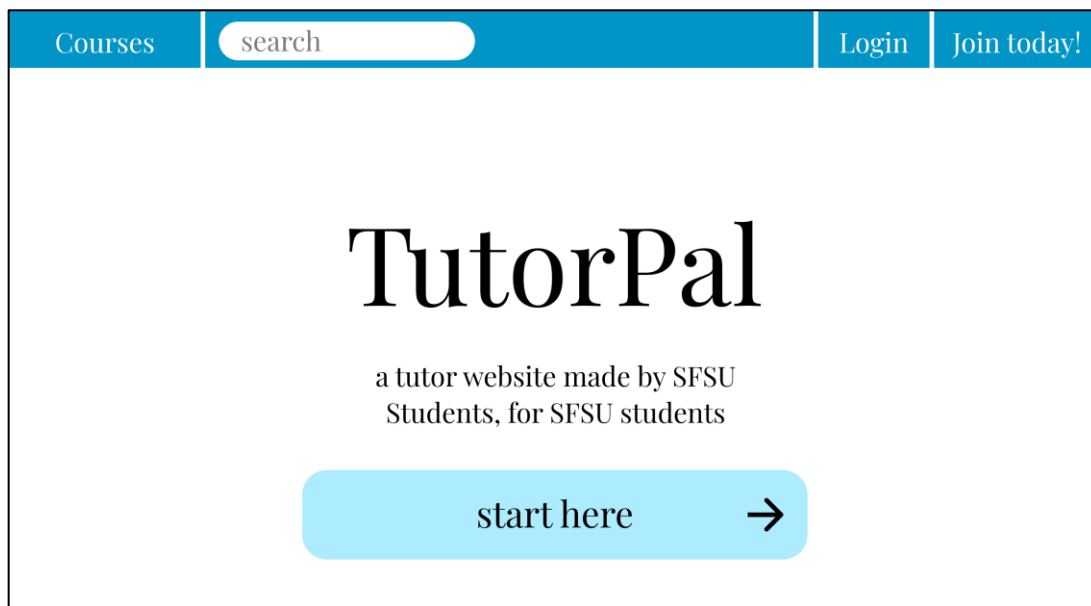 Courses
search
Login
Join today!
TutorPal
a tutor website made by SFSU
Students, for SFSU students
start here